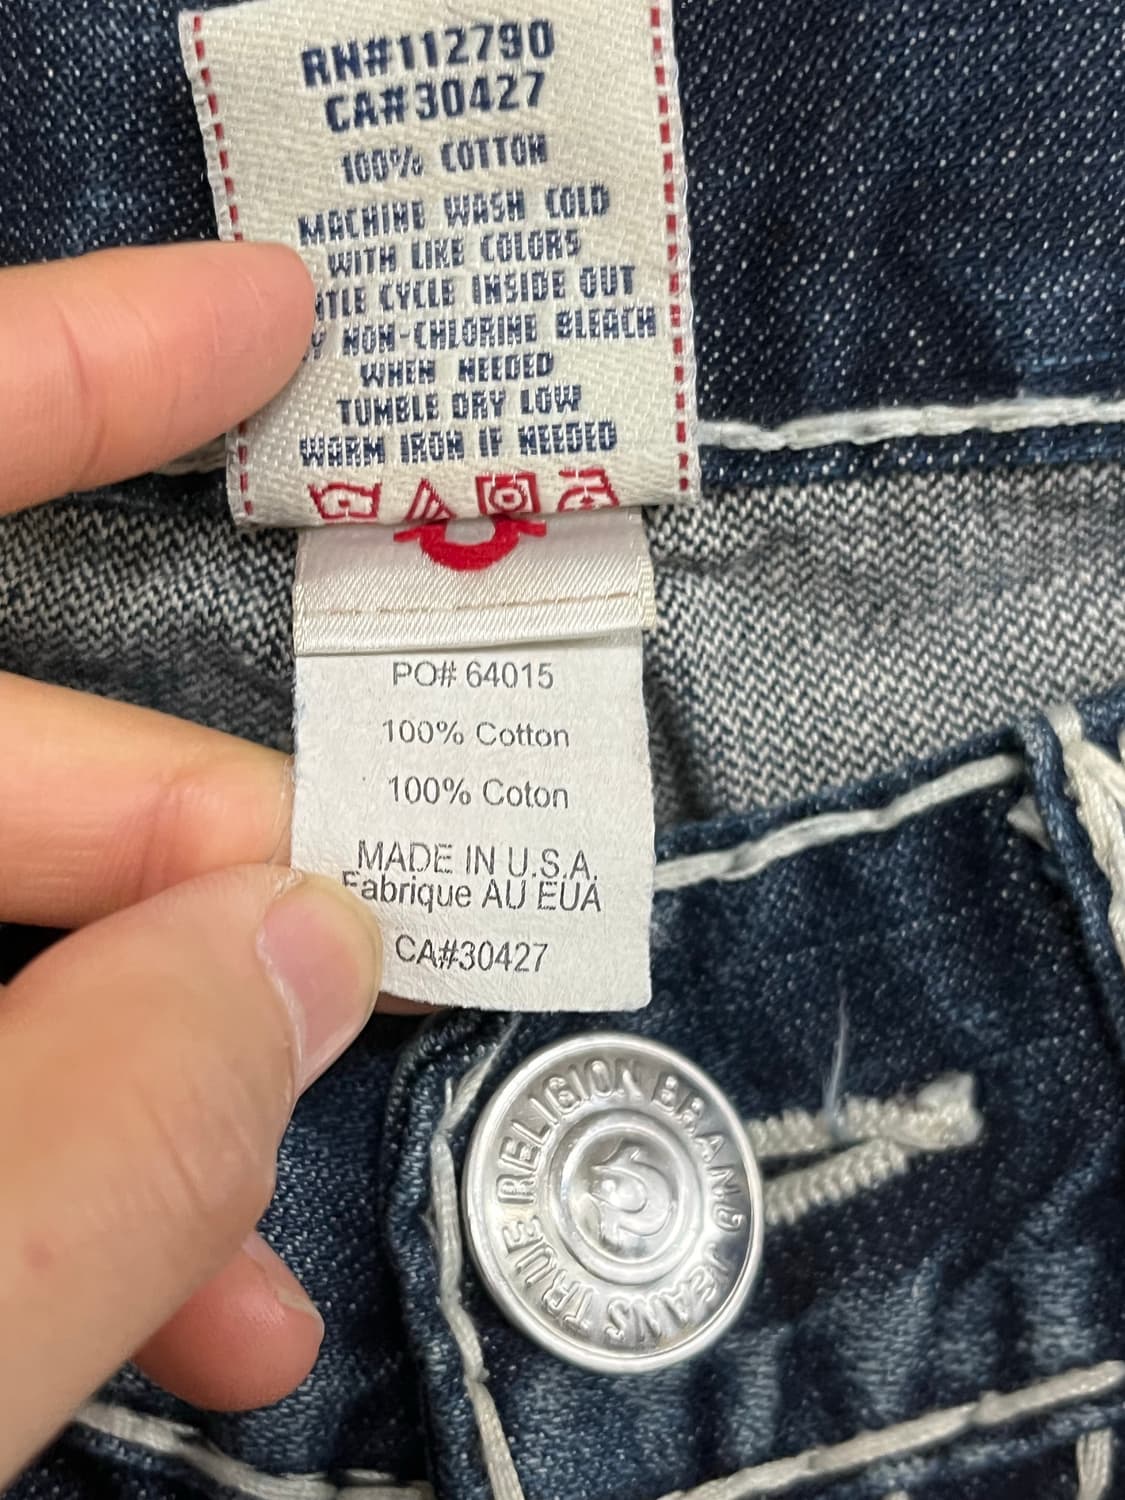 RN#112790
CA#30427
100% COTTON
MACHINE WASH COLD
WITH LIKE COLORS
CYCLE INSIDE OUT
NON-CHLORINE BLEACH
WHEN NEEDED
TUMBLE DRY LOW
WARM IRON IF NEEDED
PO# 64015
100% Cotton
100% Coton
MADE IN U.S.A.
Fabrique AU EUA
CA#30427
TRUE RELIGION BRAND JEANS